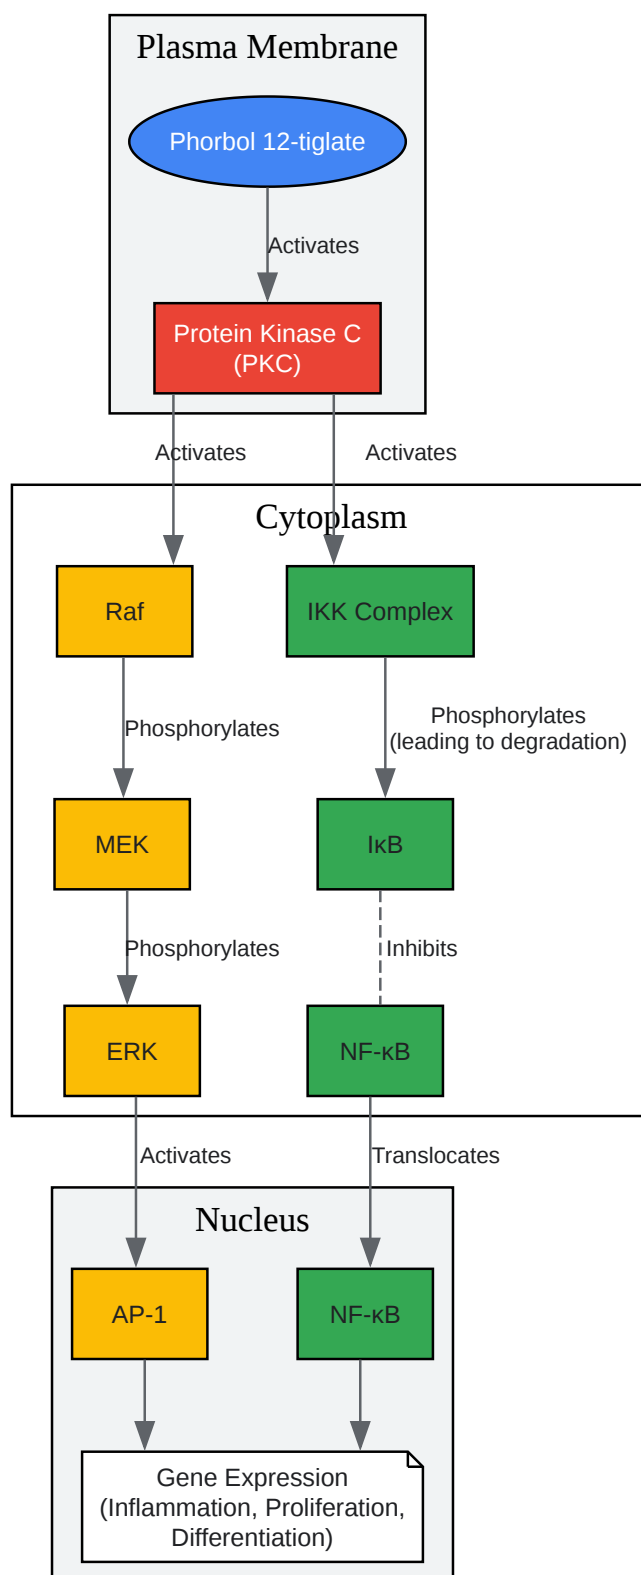 Plasma Membrane
Phorbol 12-tiglate
Activates
Protein Kinase C
(PKC)
Activates
Activates
Cytoplasm
Raf
IKK Complex
Phosphorylates
Phosphorylates
(leading to degradation)
MEK
IκB
Phosphorylates
Inhibits
ERK
NF-κB
Activates
Translocates
Nucleus
AP-1
NF-κB
Gene Expression
(Inflammation, Proliferation,
Differentiation)